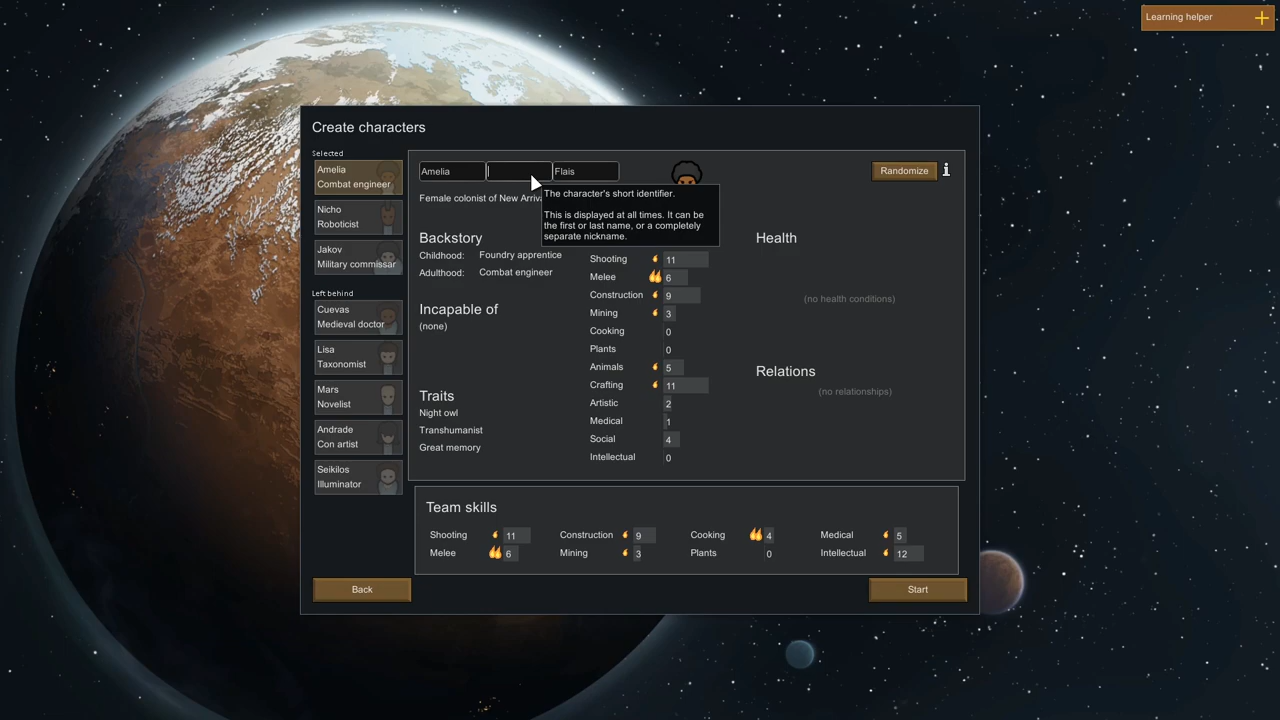 Learning helper
Create characters
Selected
Amelia
Combat engineer
Nicho
Roboticist
Jakov
Military commissar
Left behind
Cuevas
Medieval doctor
Lisa
Taxonomist
Mars
Novelist
Andrade
Con artist
Seikilos
Illuminator
Amelia
Flais
Randomize
Female colonist of New Arriva
The character's short identifier.
This is displayed at all times. It can be
the first or last name, or a completely
separate nickname.
Backstory
Childhood: Foundry apprentice
Adulthood: Combat engineer
Incapable of
(none)
Traits
Night owl
Transhumanist
Great memory
Shooting 11
Melee 6
Construction 9
Mining 3
Cooking 0
Plants 0
Animals 5
Crafting 11
Artistic 2
Medical 1
Social 4
Intellectual 0
Health
(no health conditions)
Relations
(no relationships)
Team skills
Shooting 11 Construction 9 Cooking 4 Medical 5
Melee 6 Mining 3 Plants 0 Intellectual 12
Back
Start